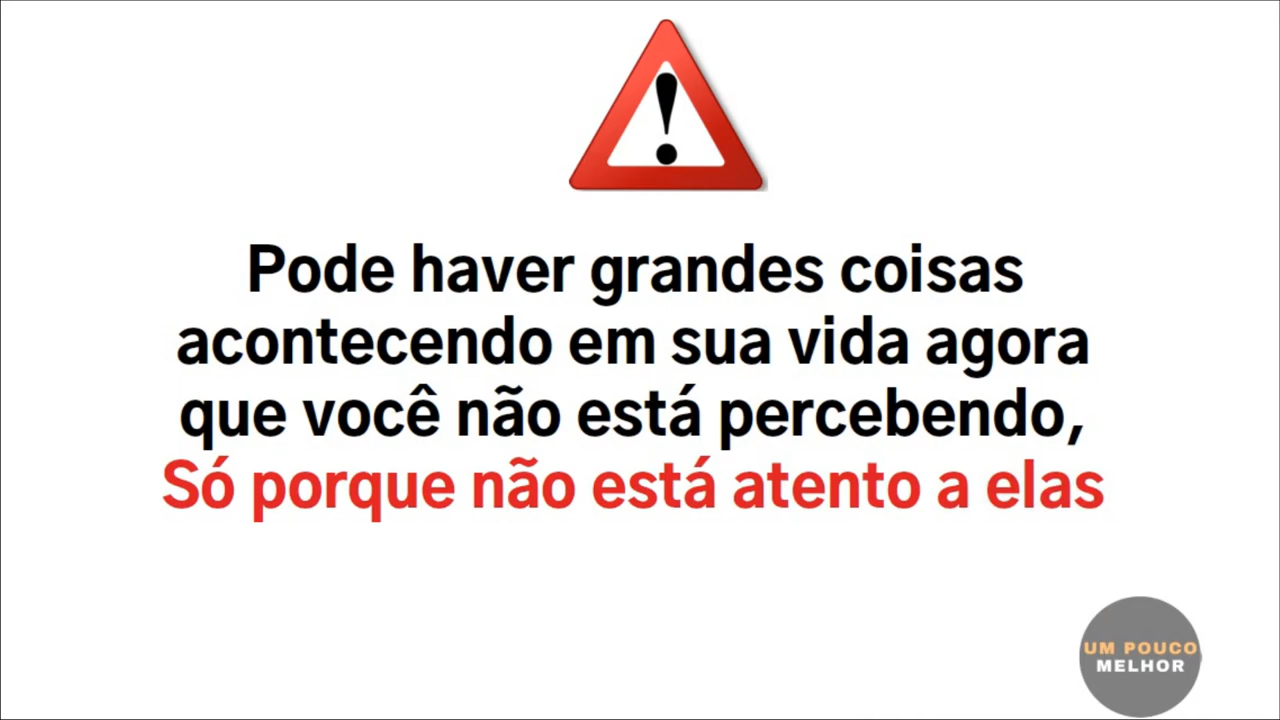 Pode haver grandes coisas
acontecendo em sua vida agora
que você não está percebendo,
Só porque não está atento a elas
UM POUCO
MELHOR